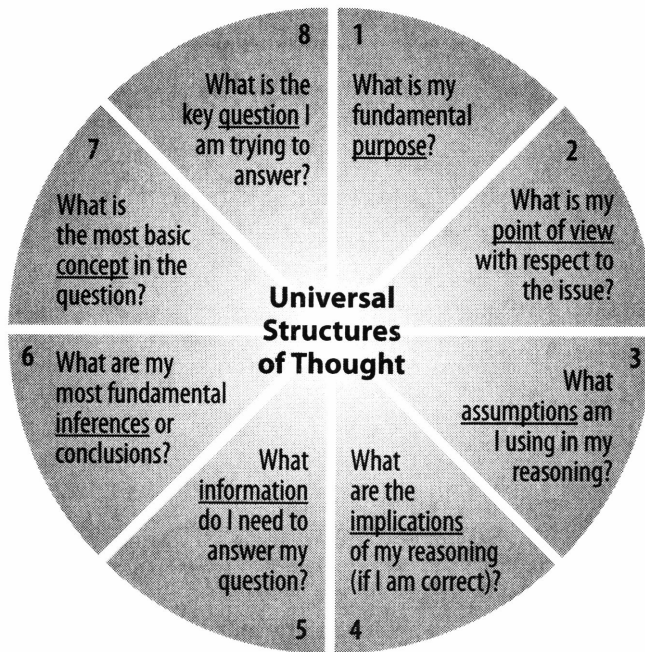 8
What is the
key question I
am trying to
answer?
1
What is my
fundamental
purpose?
2
What is my
point of view
with respect to
the issue?
3
What
assumptions am
I using in my
reasoning?
4
What
are the
implications
of my reasoning
(if I am correct)?
5
What
information
do I need to
answer my
question?
6
What are my
most fundamental
inferences or
conclusions?
7
What is
the most basic
concept in the
question?
Universal
Structures
of Thought